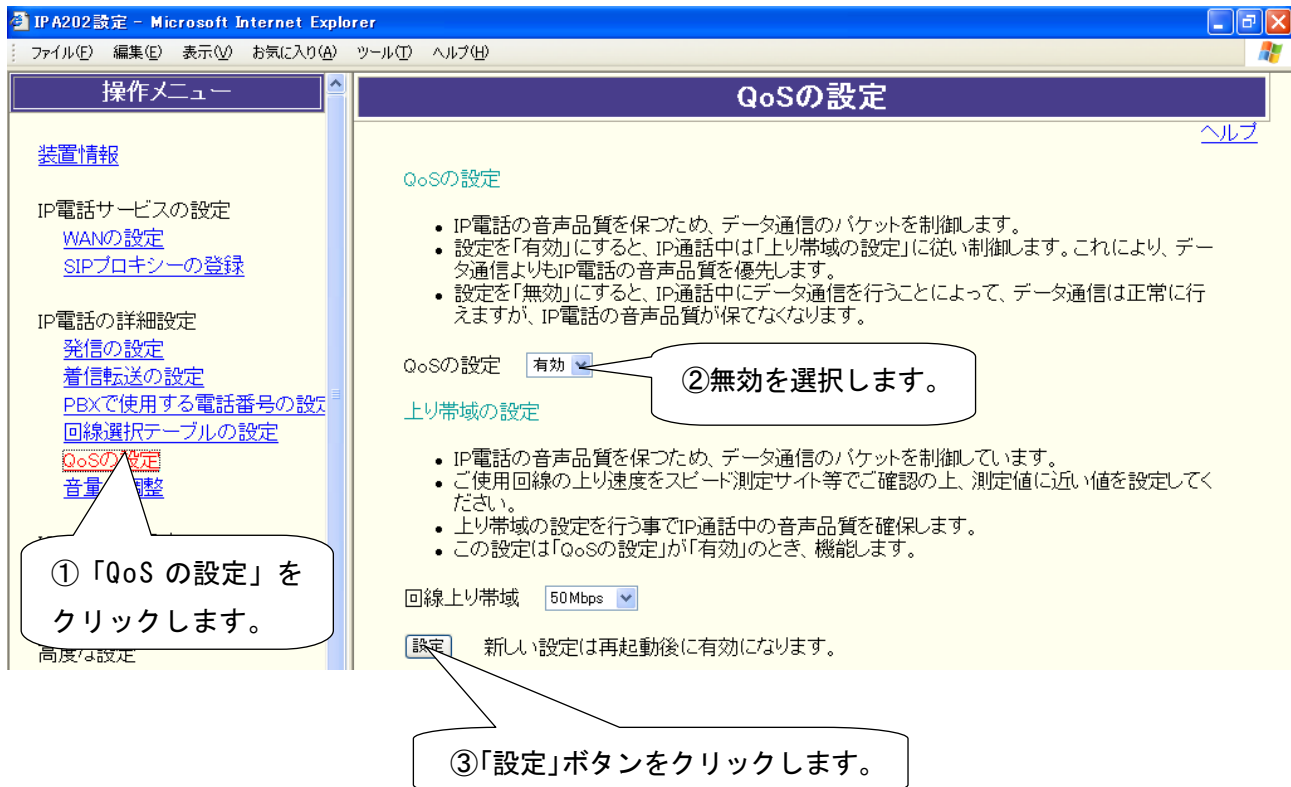 IPA202設定 - Microsoft Internet Explorer
ファイル(F) 編集(E) 表示(V) お気に入り(A) ツール(T) ヘルプ(H)
操作メニュー
装置情報
IP電話サービスの設定
WANの設定
SIPプロキシーの登録
IP電話の詳細設定
発信の設定
着信転送の設定
PBXで使用する電話番号の設定
回線選択テーブルの設定
QoSの設定
音量 調整
①「QoS の設定」を
クリックします。
高度な設定
QoSの設定
ヘルプ
QoSの設定
• IP電話の音声品質を保つため、データ通信のパケットを制御します。
• 設定を「有効」にすると、IP通話中は「上り帯域の設定」に従い制御します。これにより、デー
タ通信よりもIP電話の音声品質を優先します。
• 設定を「無効」にすると、IP通話中にデータ通信を行うことによって、データ通信は正常に行
えますが、IP電話の音声品質が保てなくなります。
QoSの設定 有効
②無効を選択します。
上り帯域の設定
• IP電話の音声品質を保つため、データ通信のパケットを制御しています。
• ご使用回線の上り速度をスピード測定サイト等でご確認の上、測定値に近い値を設定してく
ださい。
• 上り帯域の設定を行う事でIP通話中の音声品質を確保します。
• この設定は「QoSの設定」が「有効」のとき、機能します。
回線上り帯域 50Mbps
設定 新しい設定は再起動後に有効になります。
③「設定」ボタンをクリックします。